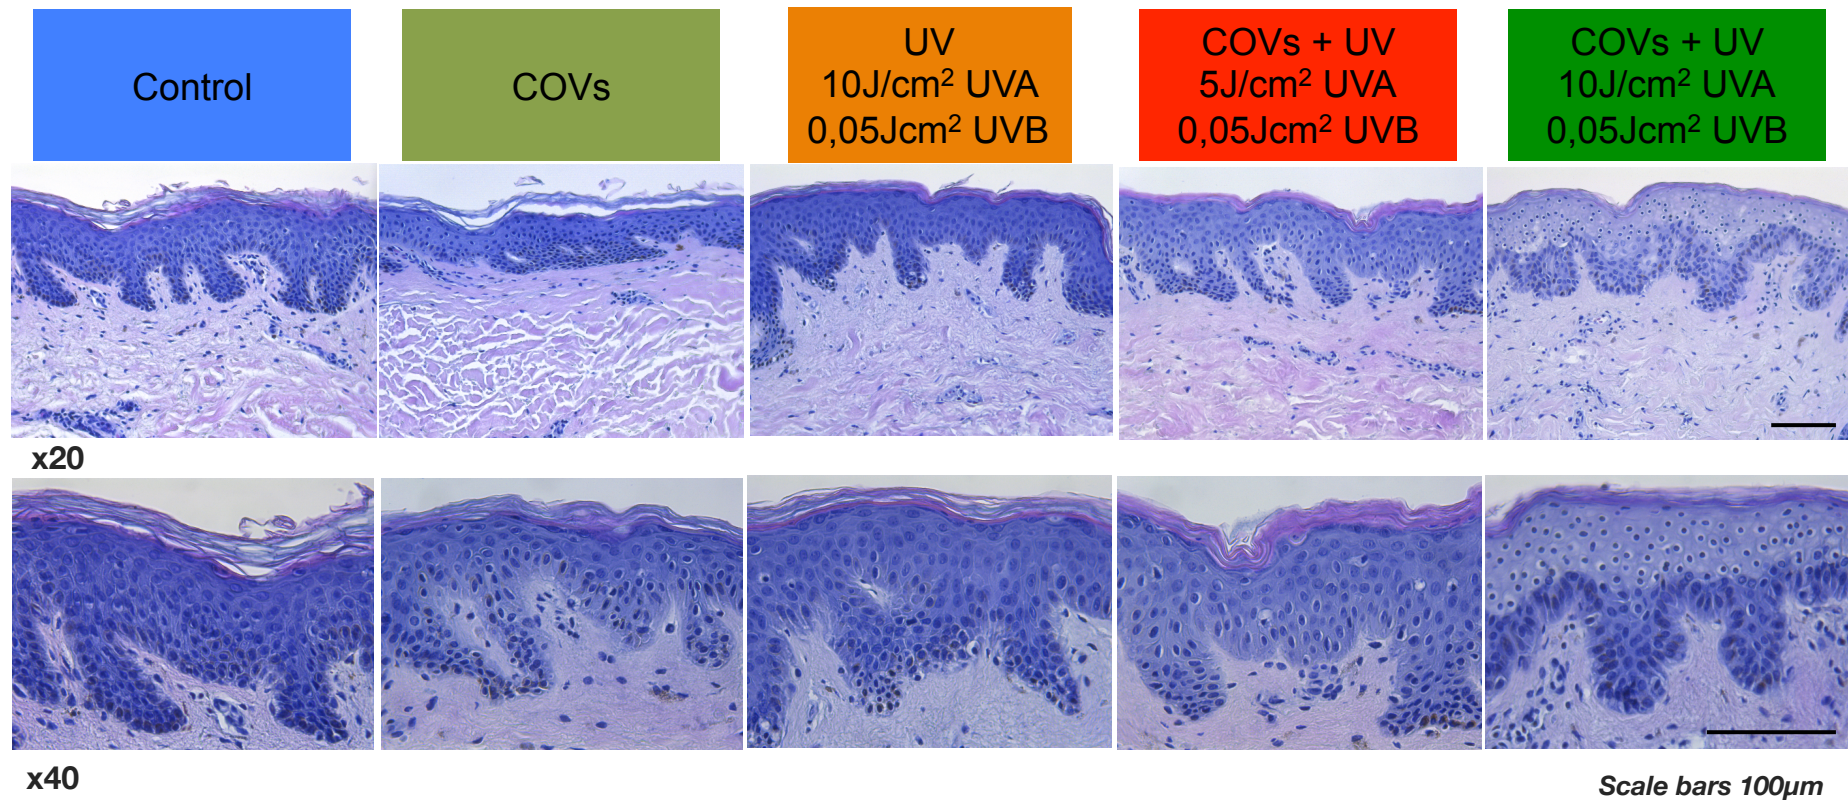 Control
COVs
UV
10J/cm² UVA
0,05Jcm² UVB
COVs + UV
5J/cm² UVA
0,05Jcm² UVB
COVs + UV
10J/cm² UVA
0,05Jcm² UVB
x20
x40
Scale bars 100µm